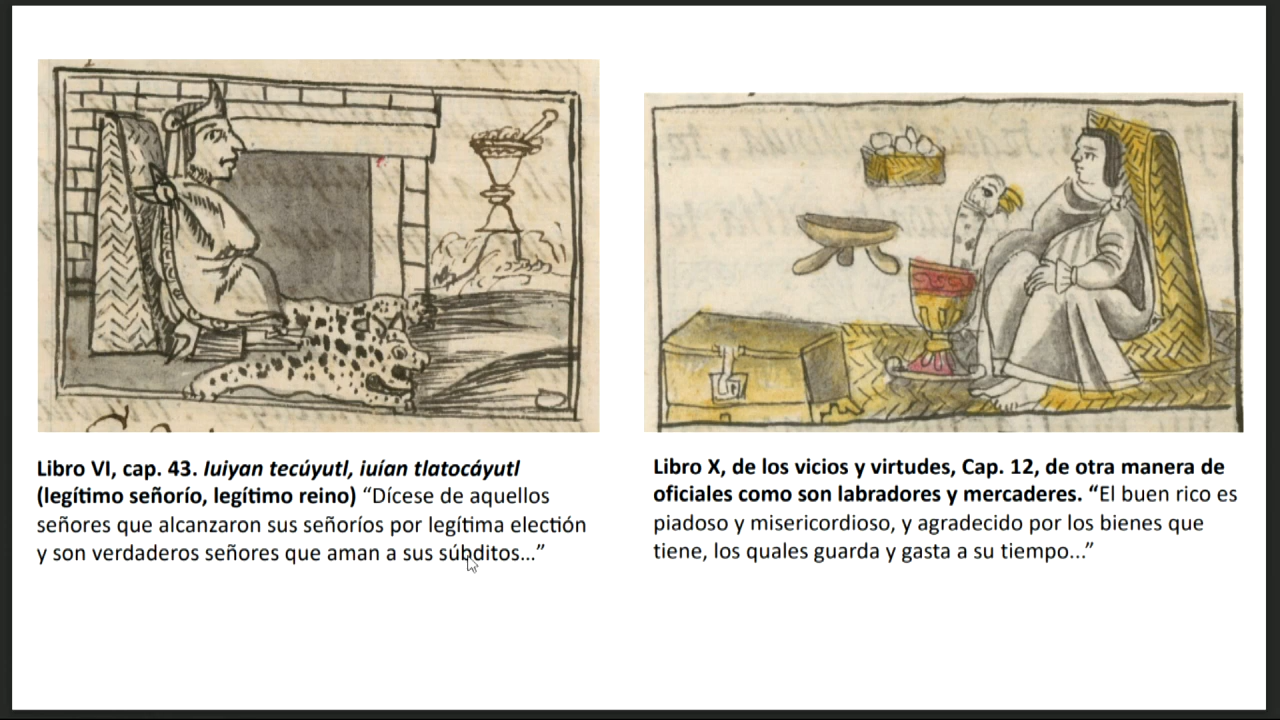 Libro VI, cap. 43. Iuiyan tecúyutl, iuían tlatocáyutl
(legítimo señorío, legítimo reino) “Dícese de aquellos
señores que alcanzaron sus señoríos por legítima electión
y son verdaderos señores que aman a sus súbditos...”
Libro X, de los vicios y virtudes, Cap. 12, de otra manera de
oficiales como son labradores y mercaderes. “El buen rico es
piadoso y misericordioso, y agradecido por los bienes que
tiene, los quales guarda y gasta a su tiempo...”